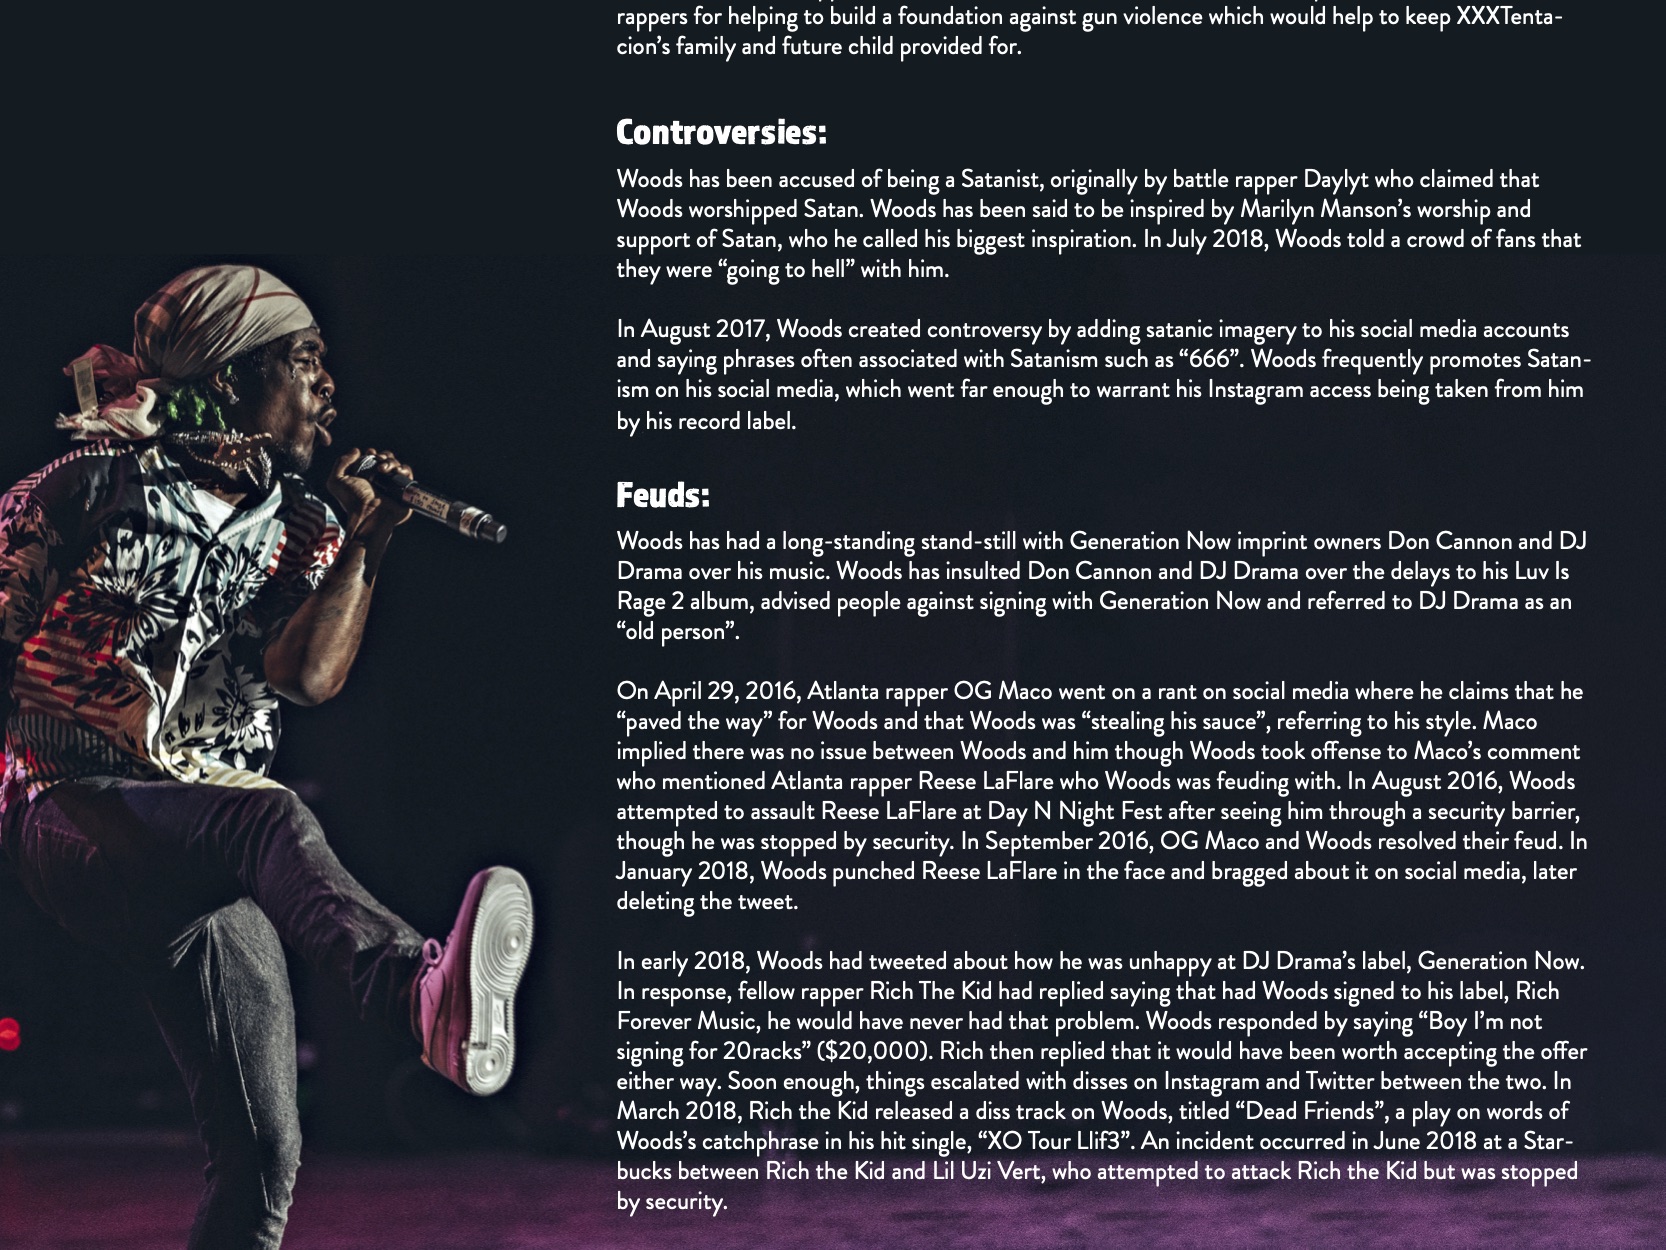 rappers for helping to build a foundation against gun violence which would help to keep XXXTenta-
cion’s family and future child provided for.
Controversies:
Woods has been accused of being a Satanist, originally by battle rapper Daylyt who claimed that
Woods worshipped Satan. Woods has been said to be inspired by Marilyn Manson’s worship and
support of Satan, who he called his biggest inspiration. In July 2018, Woods told a crowd of fans that
they were “going to hell” with him.
In August 2017, Woods created controversy by adding satanic imagery to his social media accounts
and saying phrases often associated with Satanism such as “666”. Woods frequently promotes Satan-
ism on his social media, which went far enough to warrant his Instagram access being taken from him
by his record label.
Feuds:
Woods has had a long-standing stand-still with Generation Now imprint owners Don Cannon and DJ
Drama over his music. Woods has insulted Don Cannon and DJ Drama over the delays to his Luv Is
Rage 2 album, advised people against signing with Generation Now and referred to DJ Drama as an
“old person”.
On April 29, 2016, Atlanta rapper OG Maco went on a rant on social media where he claims that he
“paved the way” for Woods and that Woods was “stealing his sauce”, referring to his style. Maco
implied there was no issue between Woods and him though Woods took offense to Maco’s comment
who mentioned Atlanta rapper Reese LaFlare who Woods was feuding with. In August 2016, Woods
attempted to assault Reese LaFlare at Day N Night Fest after seeing him through a security barrier,
though he was stopped by security. In September 2016, OG Maco and Woods resolved their feud. In
January 2018, Woods punched Reese LaFlare in the face and bragged about it on social media, later
deleting the tweet.
In early 2018, Woods had tweeted about how he was unhappy at DJ Drama’s label, Generation Now.
In response, fellow rapper Rich The Kid had replied saying that had Woods signed to his label, Rich
Forever Music, he would have never had that problem. Woods responded by saying “Boy I’m not
signing for 20racks” ($20,000). Rich then replied that it would have been worth accepting the offer
either way. Soon enough, things escalated with disses on Instagram and Twitter between the two. In
March 2018, Rich the Kid released a diss track on Woods, titled “Dead Friends”, a play on words of
Woods’s catchphrase in his hit single, “XO Tour Llif3”. An incident occurred in June 2018 at a Star-
bucks between Rich the Kid and Lil Uzi Vert, who attempted to attack Rich the Kid but was stopped
by security.